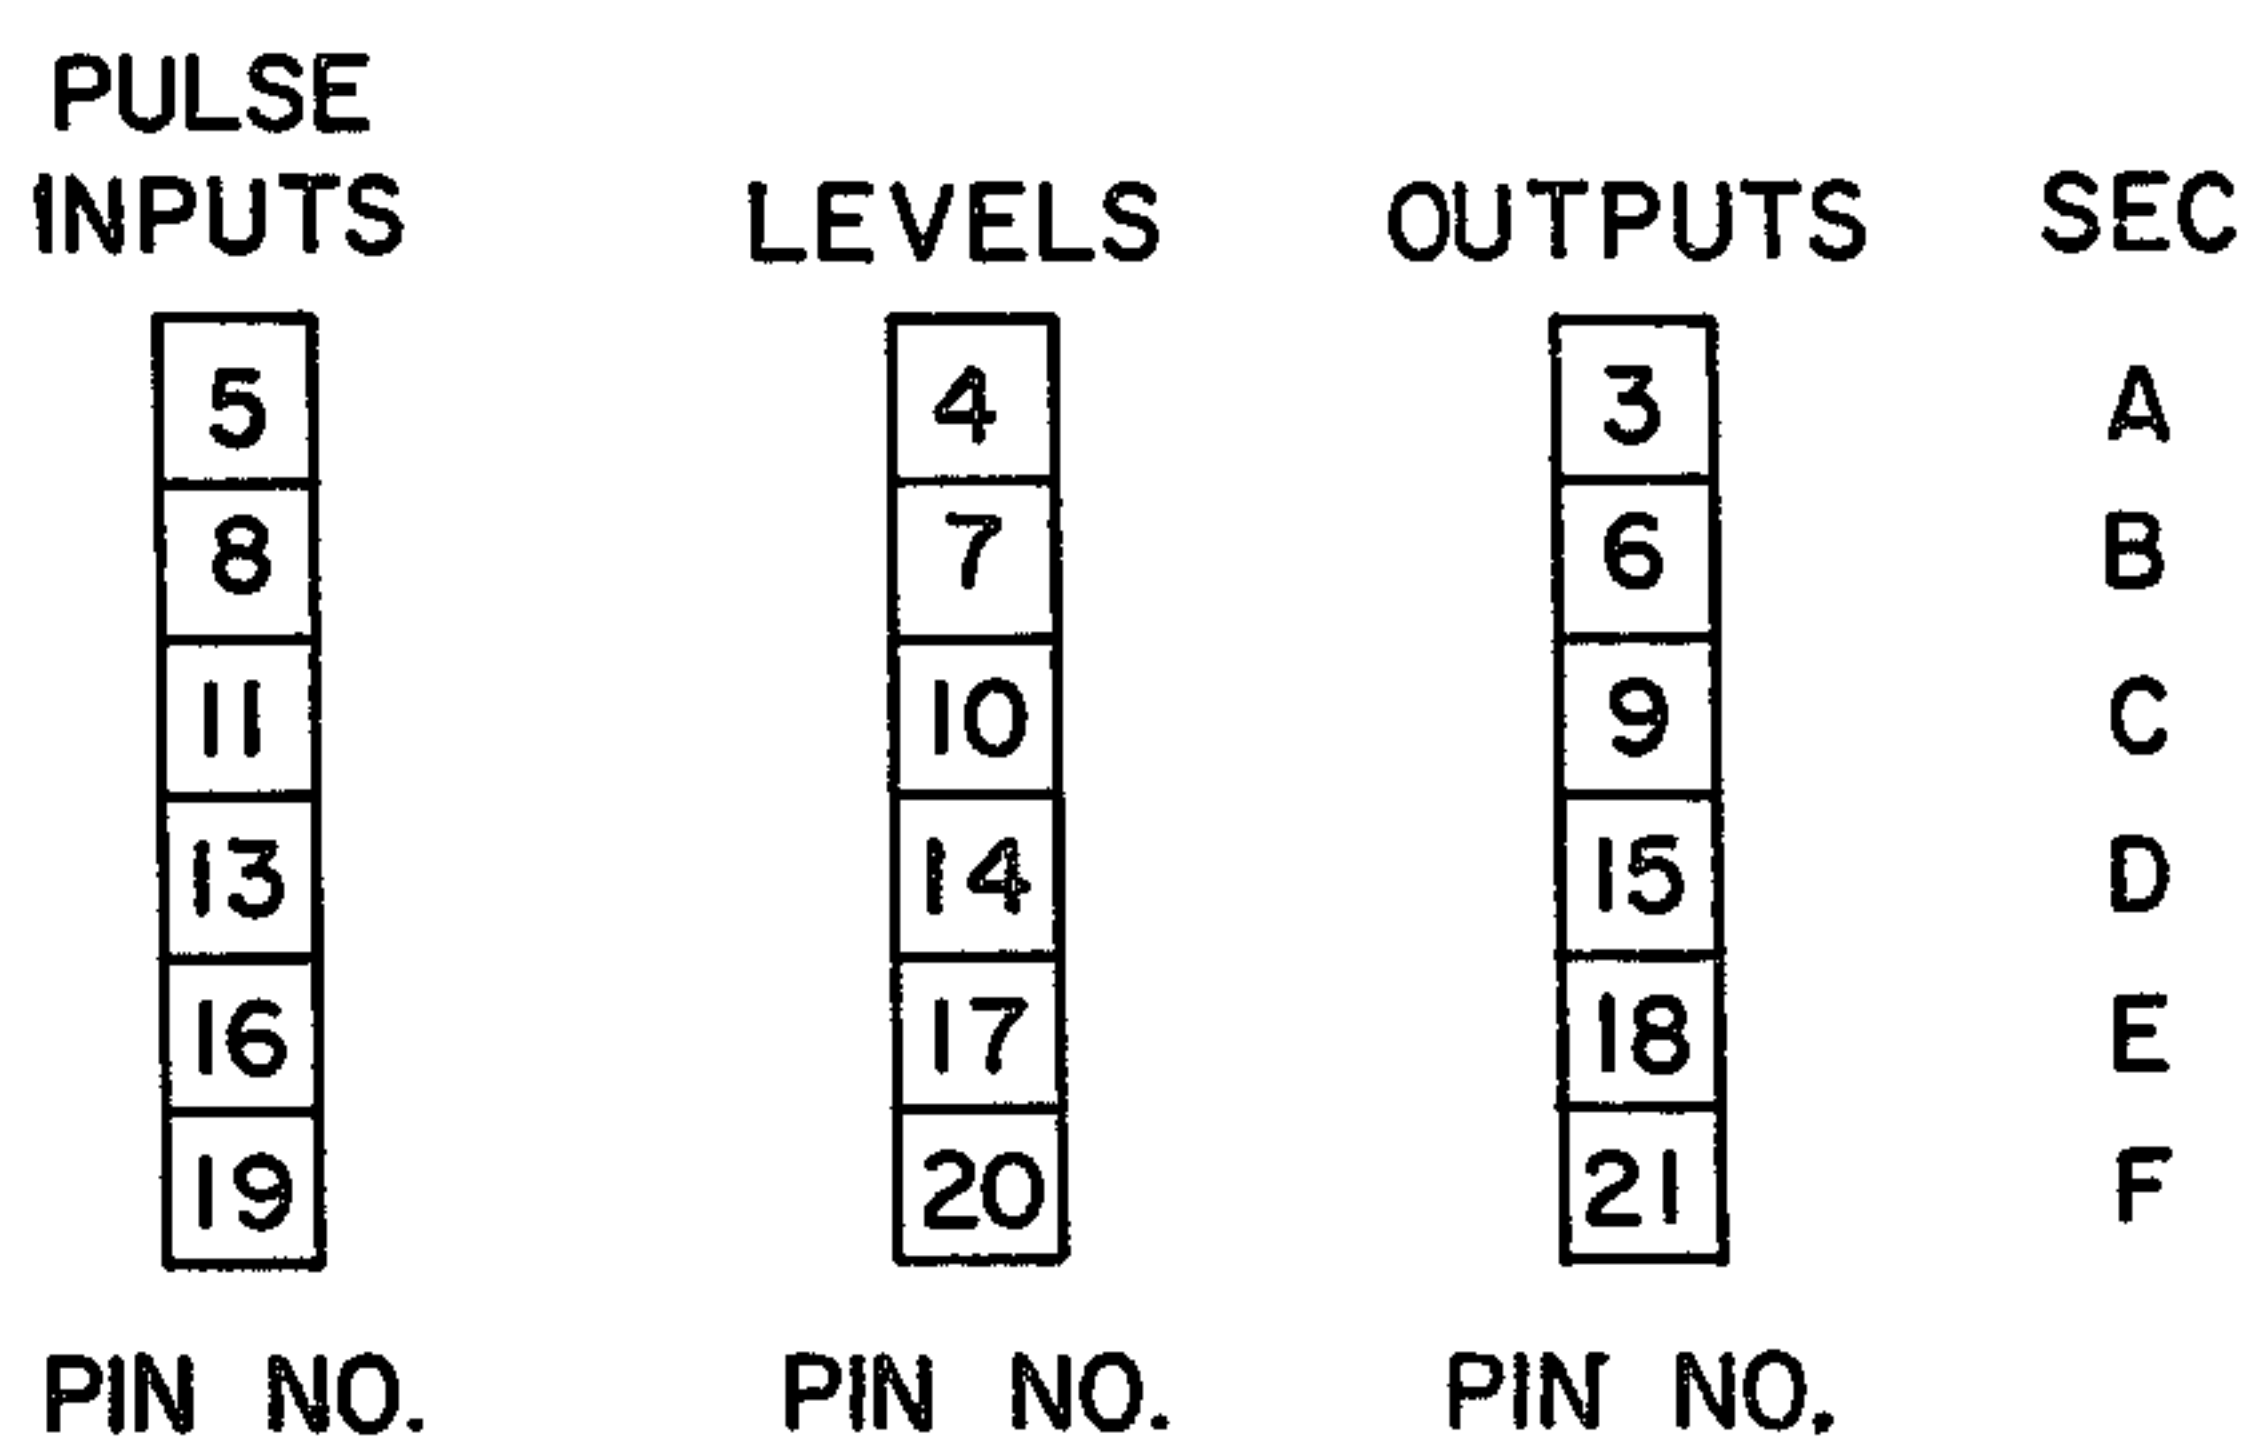 PULSE
INPUTS LEVELS OUTPUTS SEC
5 4 3 A
8 7 6 B
11 10 9 C
13 14 15 D
16 17 18 E
19 20 21 F
PIN NO. PIN NO. PIN NO.